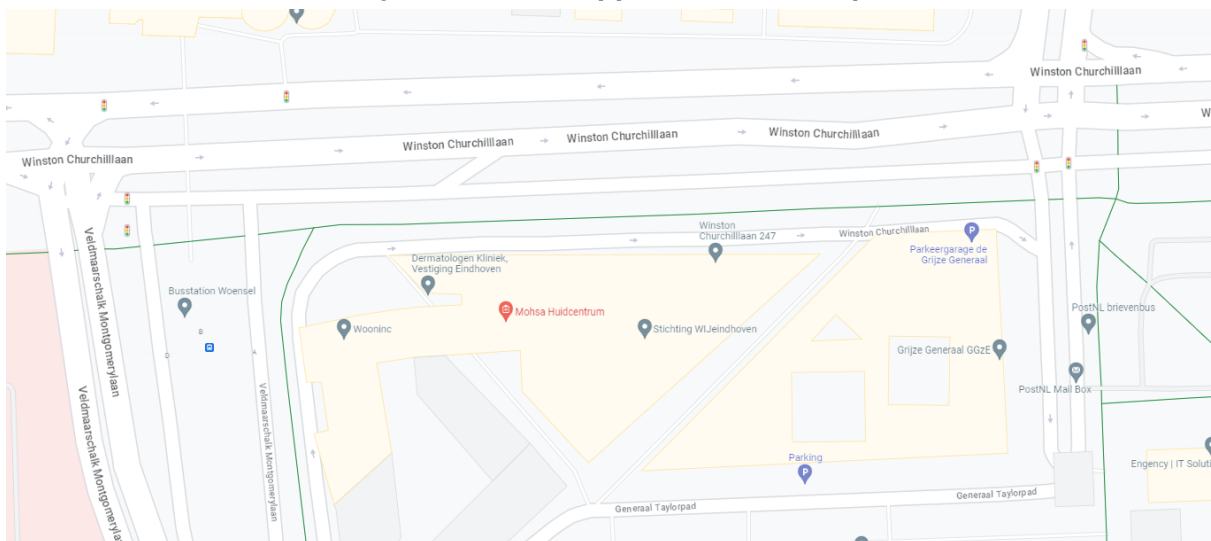 Winston Churchilllaan
W
Winston Churchilllaan
Winston Churchilllaan
Winston Churchilllaan
Winston Churchilllaan
Winston
Churchilllaan 247
Winston Churchilllaan
Parkeergarage de
Grijze Generaal
Veldmaarschalk Montgomerylaan
Dermatologen Kliniek,
Vestiging Eindhoven
Busstation Woensel
Mohsa Huidcentrum
PostNL brievenbus
Wooninc
Stichting WIJeindhoven
B
D
A
Grijze Generaal GGzE
PostNL Mail Box
Veldmaarschalk Montgomeryla
Veldmaarschalk Montgomerylaan
Parking
Engency | IT Soluti
Generaal Taylorpad
Generaal Taylorpad